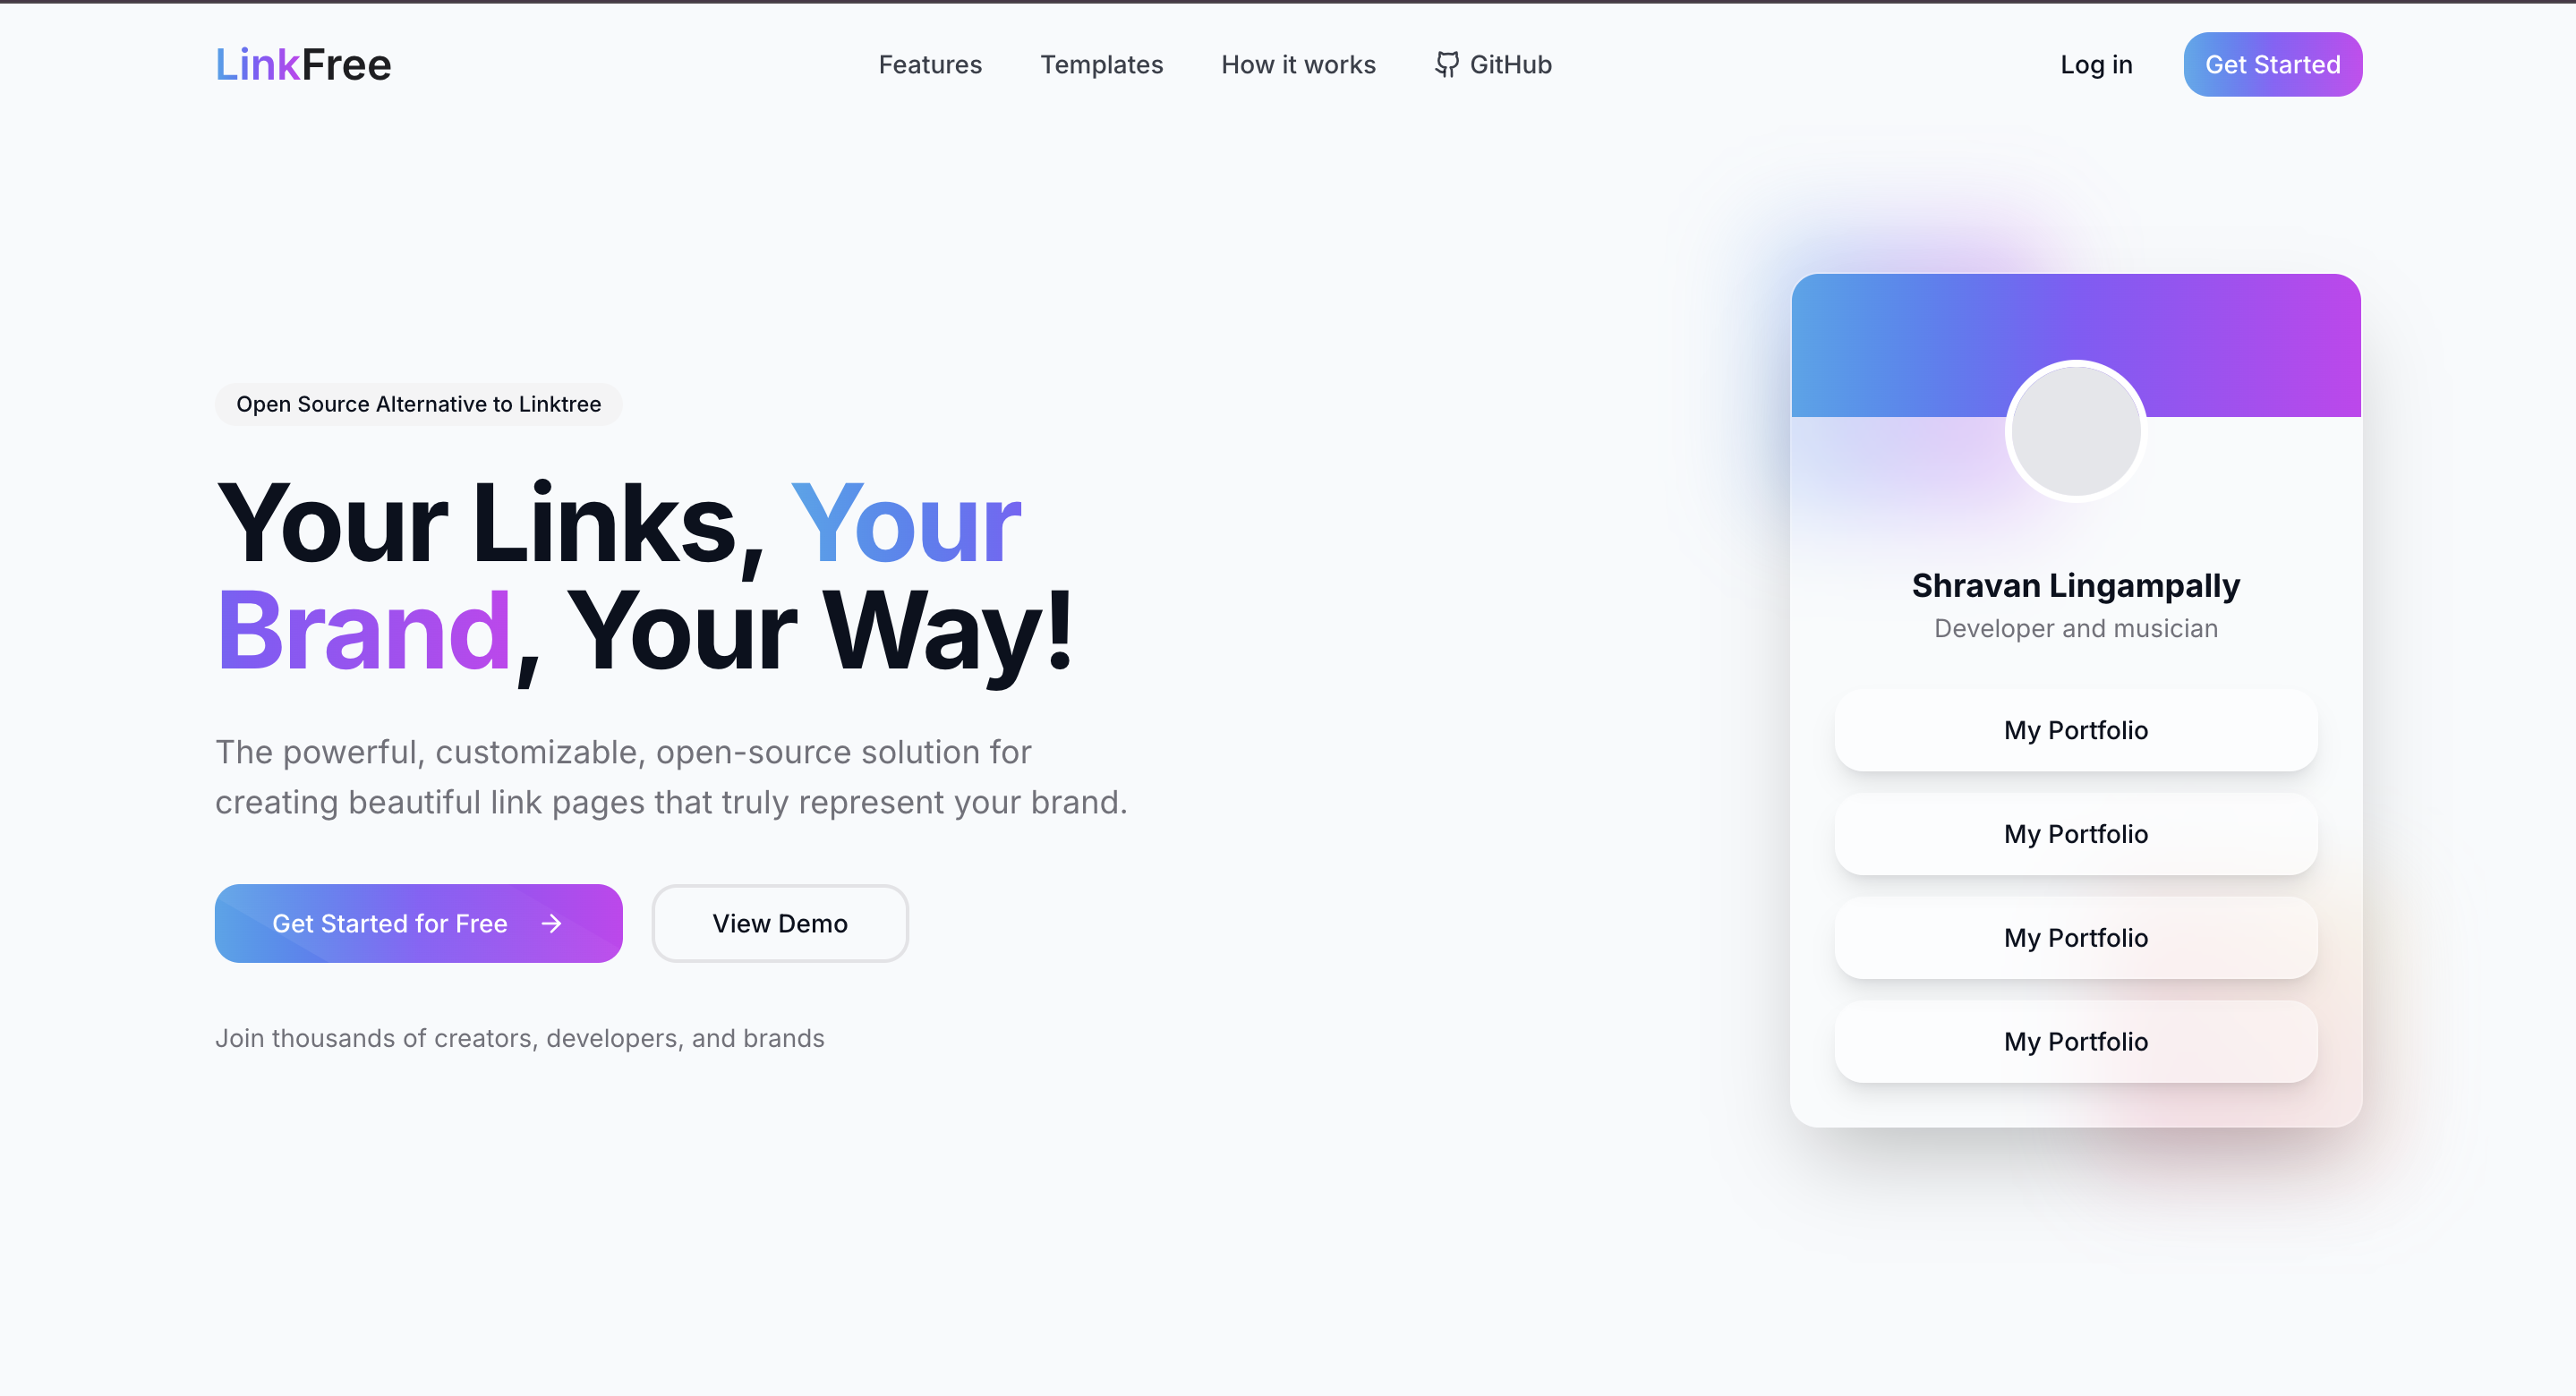 LinkFree
Features
Templates
How it works
GitHub
Log in
Get Started
Open Source Alternative to Linktree
Your Links, Your
Brand, Your Way!
The powerful, customizable, open-source solution for
creating beautiful link pages that truly represent your brand.
Get Started for Free
View Demo
Join thousands of creators, developers, and brands
Shravan Lingampally
Developer and musician
My Portfolio
My Portfolio
My Portfolio
My Portfolio